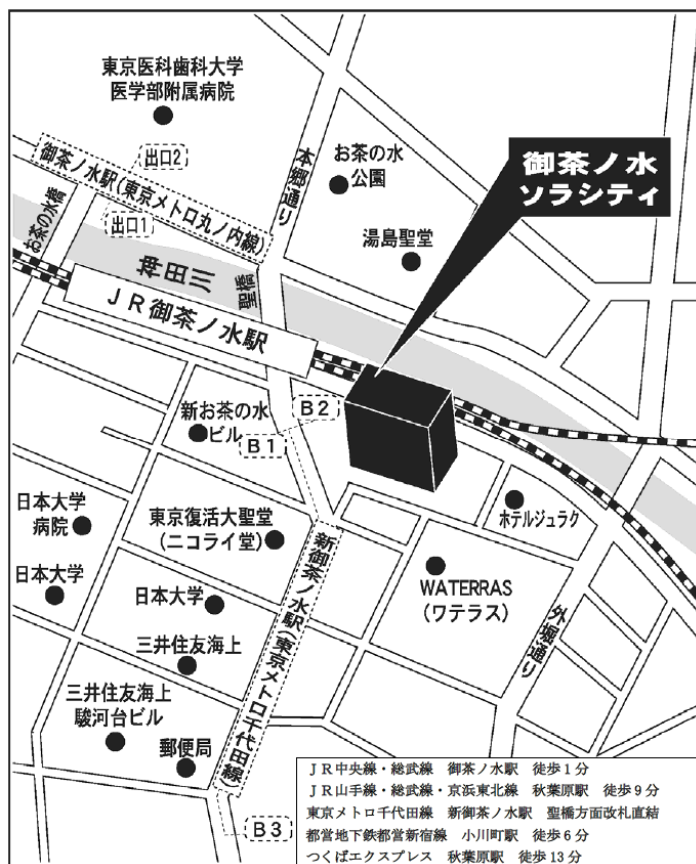 東京医科歯科大学
医学部附属病院
出口2
御茶ノ水駅(東京メトロ丸ノ内線)
出口1
お茶の水橋
本郷通り
お茶の水
公園
湯島聖堂
御茶ノ水
ソラシティ
神田川
聖橋
JR御茶ノ水駅
新お茶の水
ビル
B2
B1
日本大学
病院
東京復活大聖堂
(ニコライ堂)
ホテルジュラク
日本大学
日本大学
WATERRAS
(ワテラス)
新御茶ノ水駅(東京メトロ千代田線)
外堀通り
三井住友海上
三井住友海上
駿河台ビル
郵便局
B3
JR中央線・総武線 御茶ノ水駅 徒歩1分
JR山手線・総武線・京浜東北線 秋葉原駅 徒歩9分
東京メトロ千代田線 新御茶ノ水駅 聖橋方面改札直結
都営地下鉄都営新宿線 小川町駅 徒歩6分
つくばエクスプレス 秋葉原駅 徒歩13分